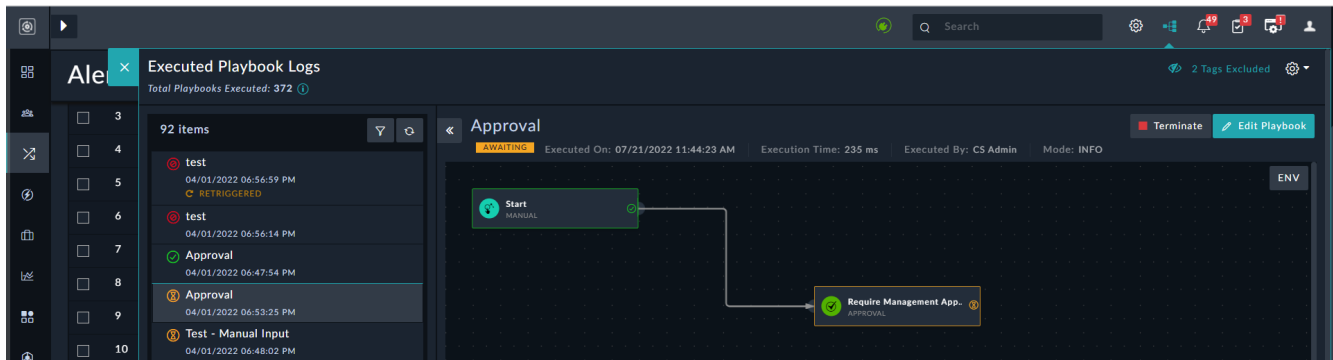 Search
49
3
!
Ale
×
Executed Playbook Logs
Total Playbooks Executed: 372
2 Tags Excluded
3
4
5
6
7
8
9
10
92 items
test
04/01/2022 06:56:59 PM
RETRIGGERED
test
04/01/2022 06:56:14 PM
Approval
04/01/2022 06:47:54 PM
Approval
04/01/2022 06:53:25 PM
Test - Manual Input
04/01/2022 06:48:02 PM
Approval
Terminate
Edit Playbook
AWAITING Executed On: 07/21/2022 11:44:23 AM Execution Time: 235 ms Executed By: CS Admin Mode: INFO
ENV
Start
MANUAL
Require Management App..
APPROVAL